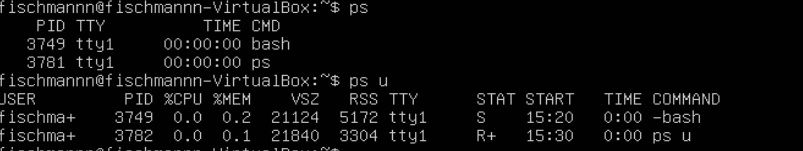 fischmannn@fischmannn-VirtualBox:~$ ps
PID TTY TIME CMD
3749 tty1 00:00:00 bash
3781 tty1 00:00:00 ps
fischmannn@fischmannn-VirtualBox:~$ ps u
USER PID %CPU %MEM VSZ RSS TTY STAT START TIME COMMAND
fischma+ 3749 0.0 0.2 21124 5172 tty1 S 15:20 0:00 -bash
fischma+ 3782 0.0 0.1 21840 3304 tty1 R+ 15:30 0:00 ps u